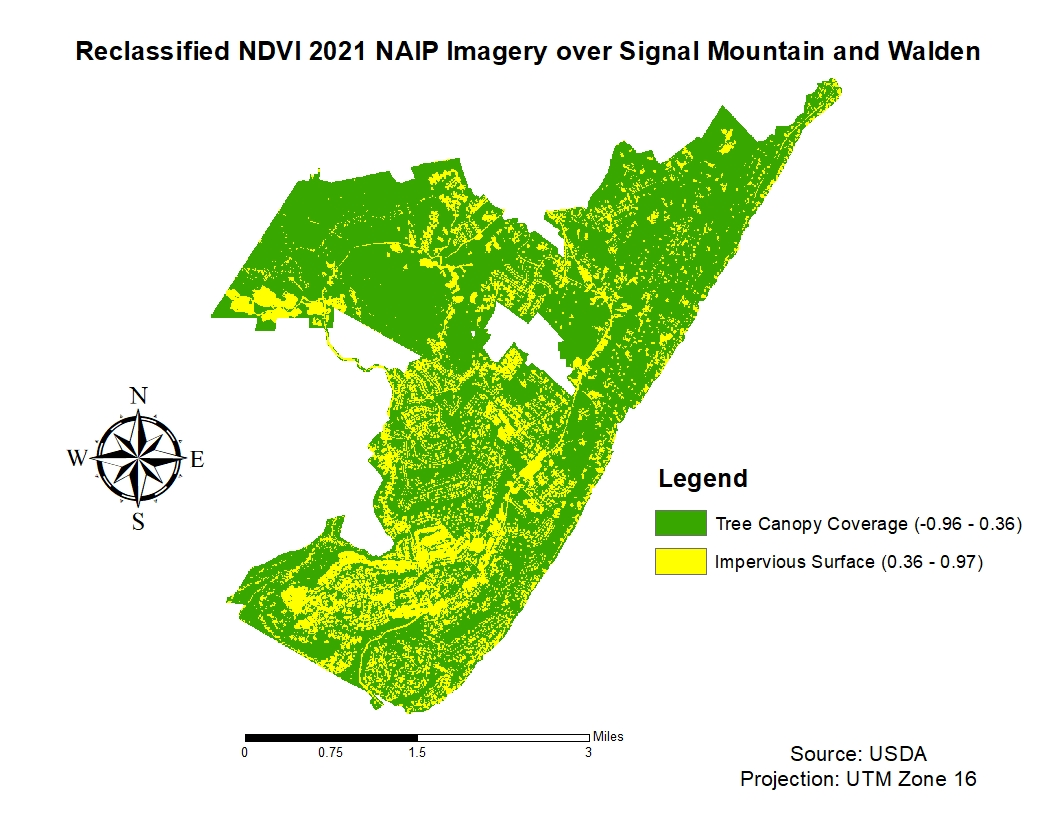 Reclassified NDVI 2021 NAIP Imagery over Signal Mountain and Walden
N
W
E
S
Legend
Tree Canopy Coverage (-0.96 - 0.36)
Impervious Surface (0.36 - 0.97)
Miles
0 0.75 1.5 3
Source: USDA
Projection: UTM Zone 16